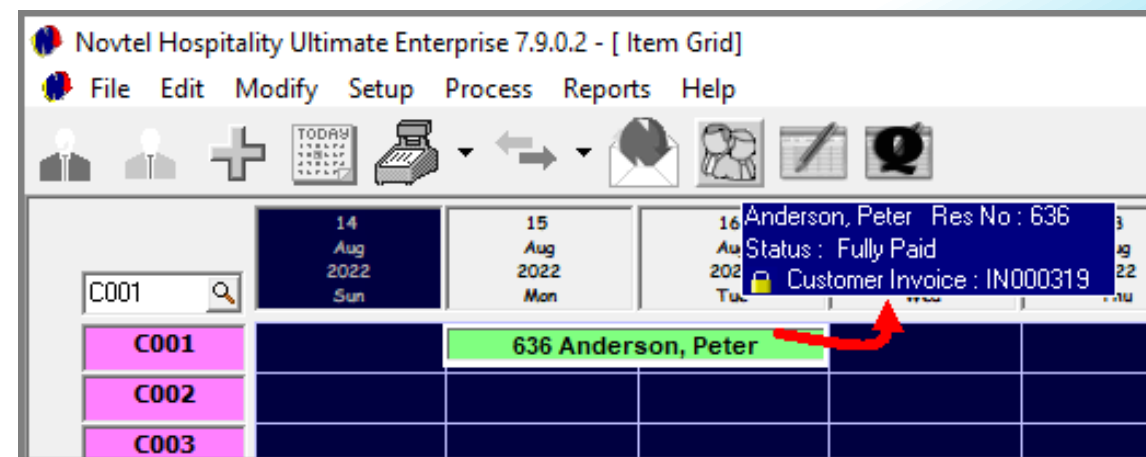 Novtel Hospitality Ultimate Enterprise 7.9.0.2 - [ Item Grid]
File Edit Modify Setup Process Reports Help
TODAY
Q
Anderson, Peter Res No : 636
Status : Fully Paid
Customer Invoice : IN000319
14
Aug
2022
Sun
15
Aug
2022
Mon
16
C001
C001
636 Anderson, Peter
C002
C003